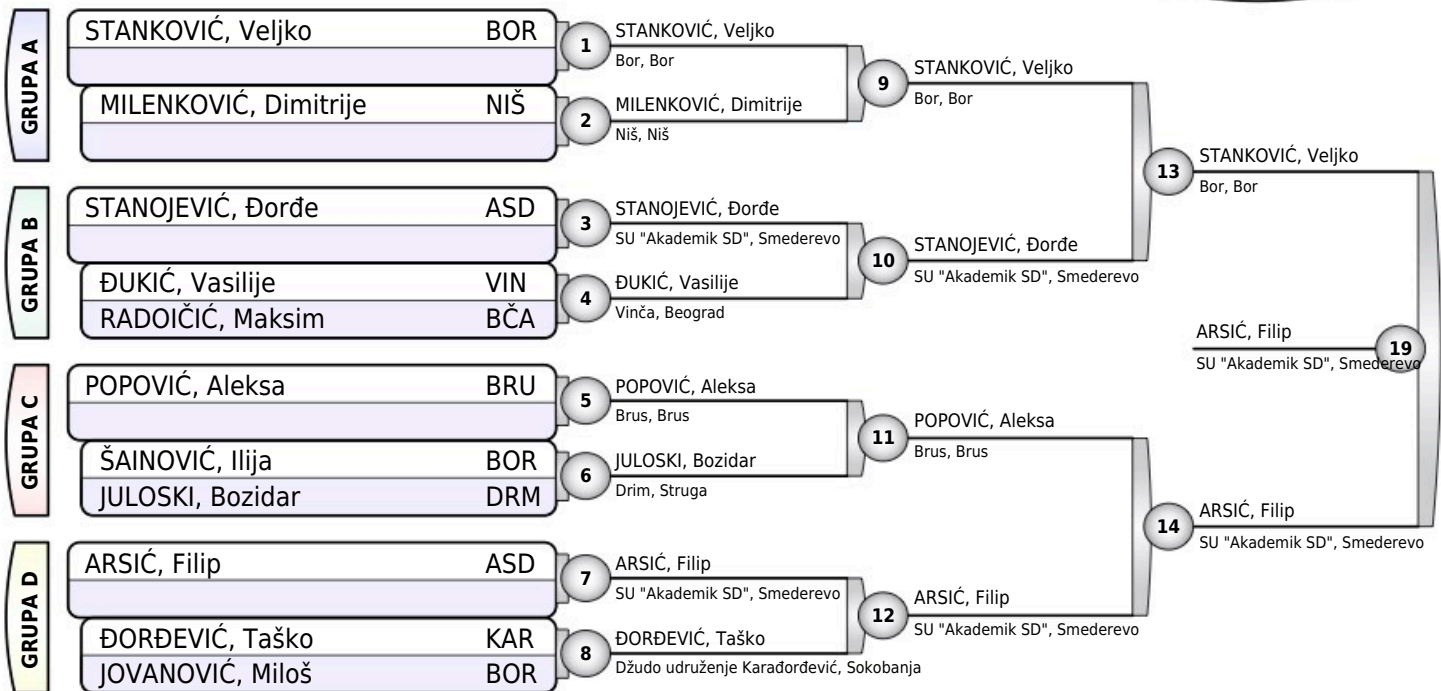 GRUPA A
STANKOVIĆ, Veljko BOR
MILENKOVIĆ, Dimitrije NIŠ
GRUPA B
STANOJEVIĆ, Đorđe ASD
ĐUKIĆ, Vasilije VIN
RADOIČIĆ, Maksim BČA
GRUPA C
POPOVIĆ, Aleksa BRU
ŠAINOVIĆ, Ilija BOR
JULOSKI, Bozidar DRM
GRUPA D
ARSIĆ, Filip ASD
ĐORĐEVIĆ, Taško KAR
JOVANOVIĆ, Miloš BOR
1
STANKOVIĆ, Veljko
Bor, Bor
2
MILENKOVIĆ, Dimitrije
Niš, Niš
3
STANOJEVIĆ, Đorđe
SU "Akademik SD", Smederevo
4
ĐUKIĆ, Vasilije
Vinča, Beograd
5
POPOVIĆ, Aleksa
Brus, Brus
6
JULOSKI, Bozidar
Drim, Struga
7
ARSIĆ, Filip
SU "Akademik SD", Smederevo
8
ĐORĐEVIĆ, Taško
Džudo udruženje Karađorđević, Sokobanja
9
STANKOVIĆ, Veljko
Bor, Bor
10
STANOJEVIĆ, Đorđe
SU "Akademik SD", Smederevo
11
POPOVIĆ, Aleksa
Brus, Brus
12
ARSIĆ, Filip
SU "Akademik SD", Smederevo
13
STANKOVIĆ, Veljko
Bor, Bor
14
ARSIĆ, Filip
SU "Akademik SD", Smederevo
ARSIĆ, Filip
SU "Akademik SD", Smederevo
19